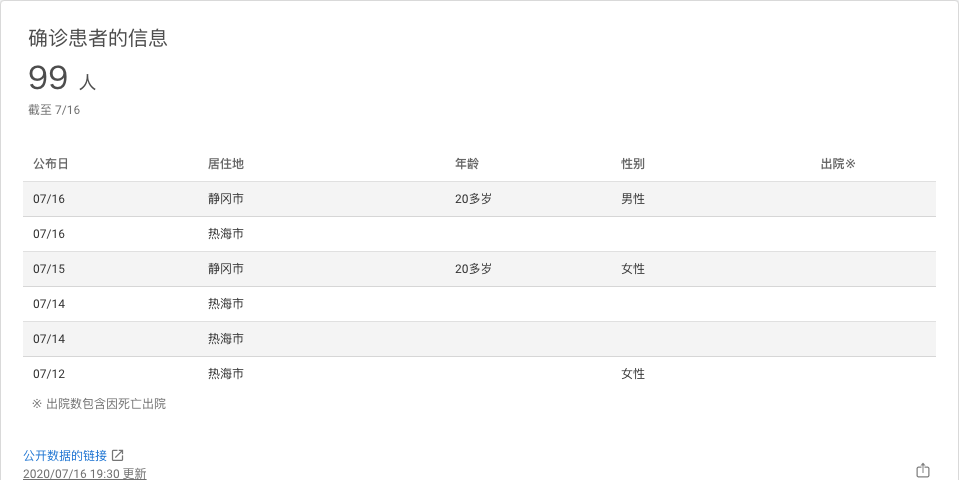 确诊患者的信息
99 人
截至 7/16
公布日 居住地 年龄 性别 出院※
07/16 静冈市 20多岁 男性
07/16 热海市
07/15 静冈市 20多岁 女性
07/14 热海市
07/14 热海市
07/12 热海市 女性
※ 出院数包含因死亡出院
公开数据的链接
2020/07/16 19:30 更新